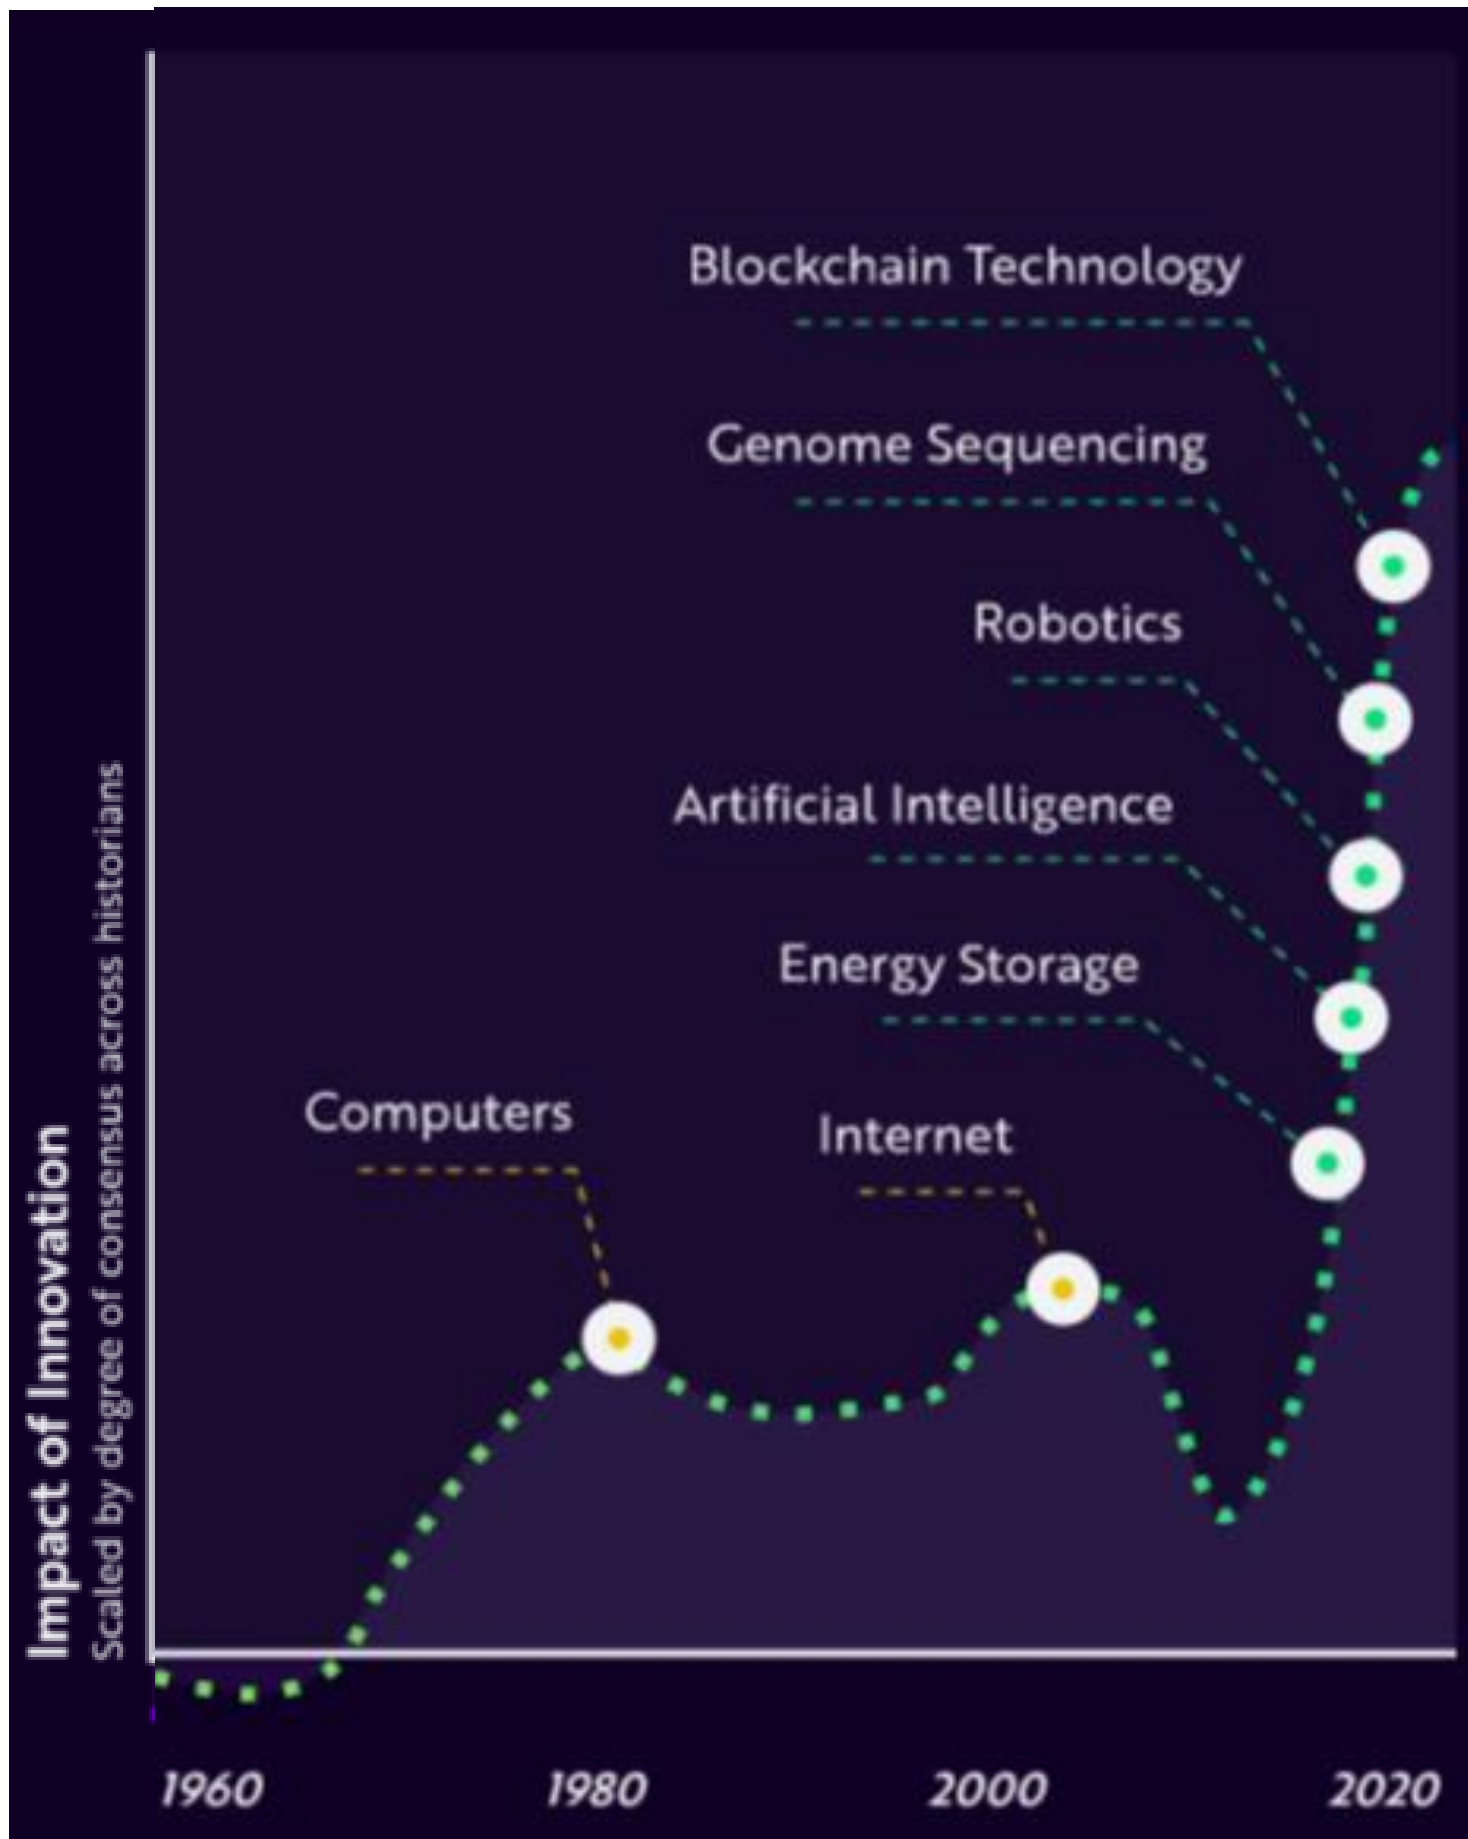 Impact of Innovation
Scaled by degree of consensus across historians
Blockchain Technology
Genome Sequencing
Robotics
Artificial Intelligence
Energy Storage
Computers
Internet
1960 1980 2000 2020